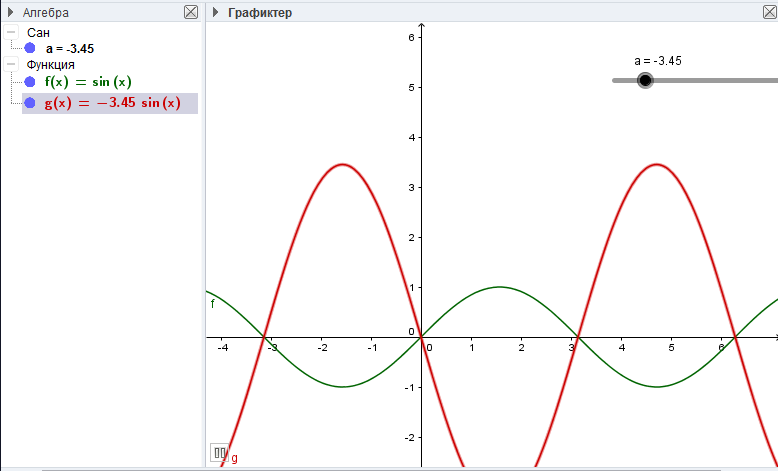 Алгебра
Сан
a = -3.45
Функция
f(x) = sin (x)
g(x) = −3.45 sin (x)
Графиктер
a = -3.45
6
5
4
3
2
1
0
-1
-2
-4 -3 -2 -1 0 1 2 3 4 5 6
f
g